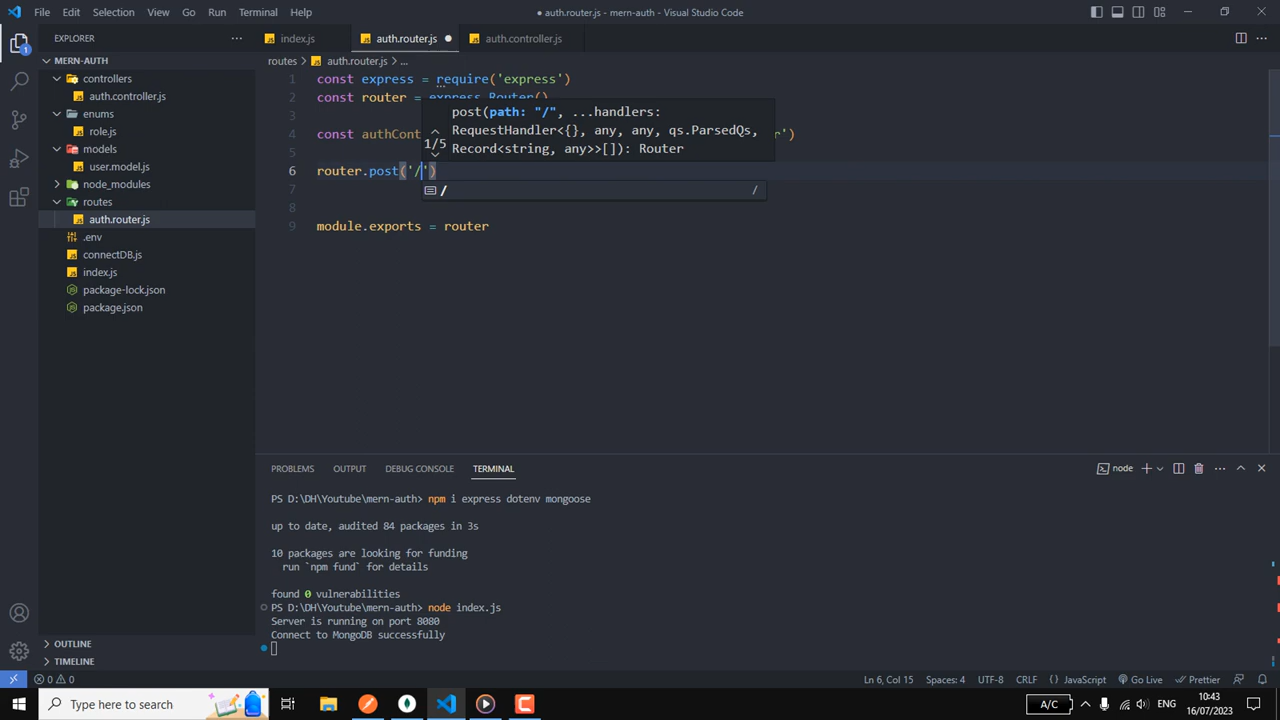 File Edit Selection View Go Run Terminal Help
● auth.router.js - mern-auth - Visual Studio Code
EXPLORER ...
index.js auth.router.js ● auth.controller.js
MERN-AUTH
routes > auth.router.js > ...
controllers
auth.controller.js
enums
role.js
models
user.model.js
node_modules
routes
auth.router.js
.env
connectDB.js
index.js
package-lock.json
package.json
OUTLINE
TIMELINE
1 const express = require('express')
2 const router = express.Router()
3
4 const authCont r')
post(path: "/", ...handlers:
RequestHandler<{}, any, any, qs.ParsedQs,
1/5
Record<string, any>>[]): Router
5
6 router.post('/')
/ /
7
8
9 module.exports = router
PROBLEMS OUTPUT DEBUG CONSOLE TERMINAL
node
PS D:\DH\Youtube\mern-auth> npm i express dotenv mongoose
up to date, audited 84 packages in 3s
10 packages are looking for funding
run `npm fund` for details
found 0 vulnerabilities
PS D:\DH\Youtube\mern-auth> node index.js
Server is running on port 8080
Connect to MongoDB successfully
0 0 Ln 6, Col 15 Spaces: 4 UTF-8 CRLF {} JavaScript Go Live Prettier
Type here to search
A/C ENG 10:43
16/07/2023
1